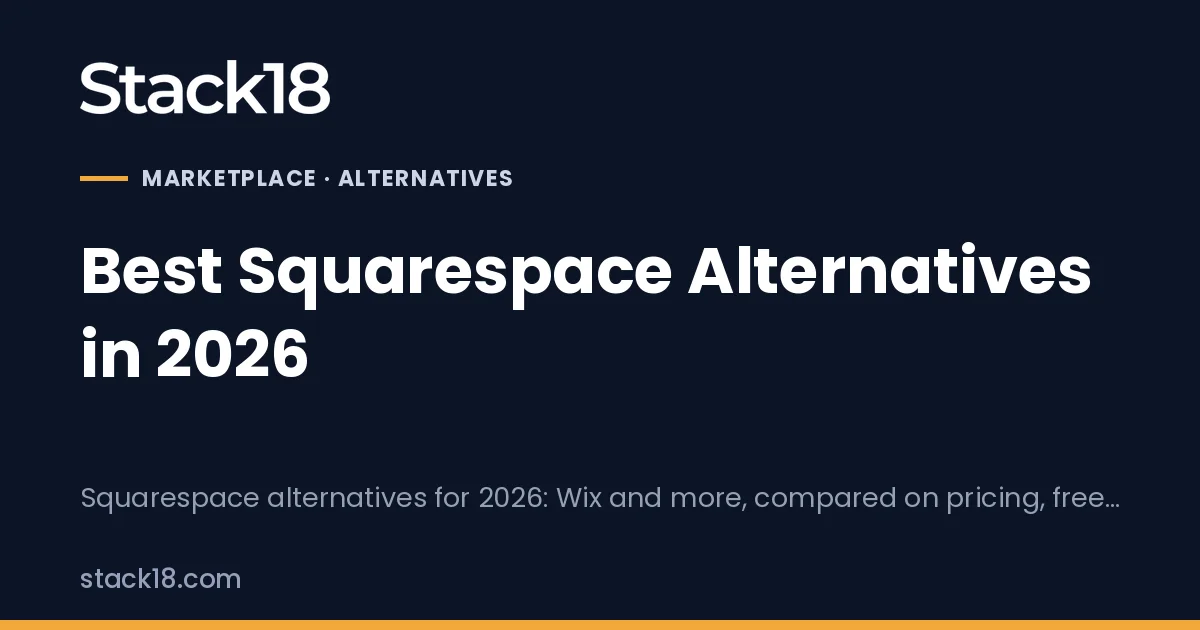 Stack18
MARKETPLACE · ALTERNATIVES
Best Squarespace Alternatives
in 2026
Squarespace alternatives for 2026: Wix and more, compared on pricing, free…
stack18.com